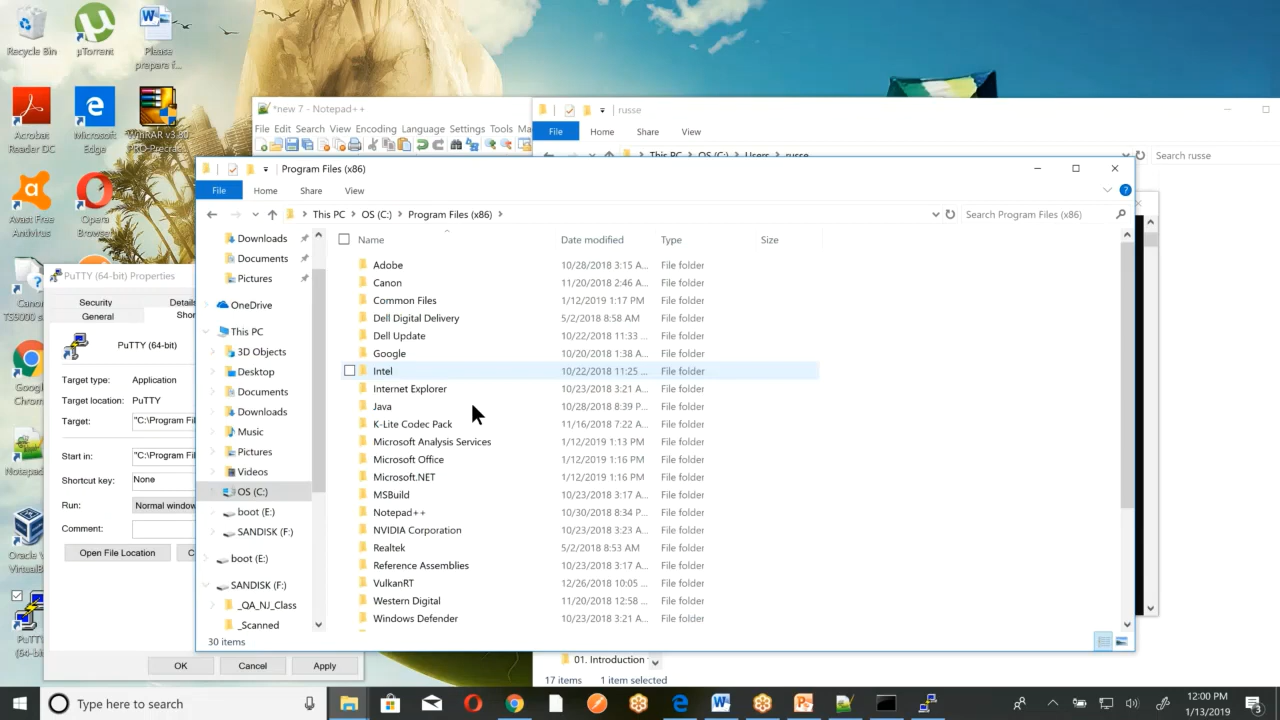 Recycle Bin
µTorrent
Please
prepare f...
Acrobat
Reader DC
Microsoft
Edge
WinRAR v3.80
PRO-Precrac...
Avast Free
Antivirus
Opera
Browser
Canon
TS9000 s
Google
Chrom
Notepad
Oracle V
VirtualB
PuTTY
(64-bit)
*new 7 - Notepad++
File Edit Search View Encoding Language Settings Tools Ma
russe
File Home Share View
This PC OS (C:) Users russe
Search russe
PuTTY (64-bit) Properties
Security Details
General Shor
PuTTY (64-bit)
Target type: Application
Target location: PuTTY
Target: "C:\Program Fil
Start in: "C:\Program Fil
Shortcut key: None
Run: Normal window
Comment:
Open File Location C
OK Cancel Apply
Program Files (x86)
File Home Share View
This PC OS (C:) Program Files (x86)
Search Program Files (x86)
Downloads
Documents
Pictures
OneDrive
This PC
3D Objects
Desktop
Documents
Downloads
Music
Pictures
Videos
OS (C:)
boot (E:)
SANDISK (F:)
boot (E:)
SANDISK (F:)
_QA_NJ_Class
_Scanned
Name Date modified Type Size
Adobe 10/28/2018 3:15 A... File folder
Canon 11/20/2018 2:46 A... File folder
Common Files 1/12/2019 1:17 PM File folder
Dell Digital Delivery 5/2/2018 8:58 AM File folder
Dell Update 10/22/2018 11:33 ... File folder
Google 10/20/2018 1:38 A... File folder
Intel 10/22/2018 11:25 ... File folder
Internet Explorer 10/23/2018 3:21 A... File folder
Java 10/28/2018 8:39 P... File folder
K-Lite Codec Pack 11/16/2018 7:22 A... File folder
Microsoft Analysis Services 1/12/2019 1:13 PM File folder
Microsoft Office 1/12/2019 1:16 PM File folder
Microsoft.NET 1/12/2019 1:16 PM File folder
MSBuild 10/23/2018 3:17 A... File folder
Notepad++ 10/30/2018 8:34 P... File folder
NVIDIA Corporation 10/23/2018 3:23 A... File folder
Realtek 5/2/2018 8:53 AM File folder
Reference Assemblies 10/23/2018 3:17 A... File folder
VulkanRT 12/26/2018 10:05 ... File folder
Western Digital 11/20/2018 12:58 ... File folder
Windows Defender 10/23/2018 3:21 A... File folder
30 items
01. Introduction
17 items 1 item selected
Type here to search
12:00 PM
1/13/2019
3